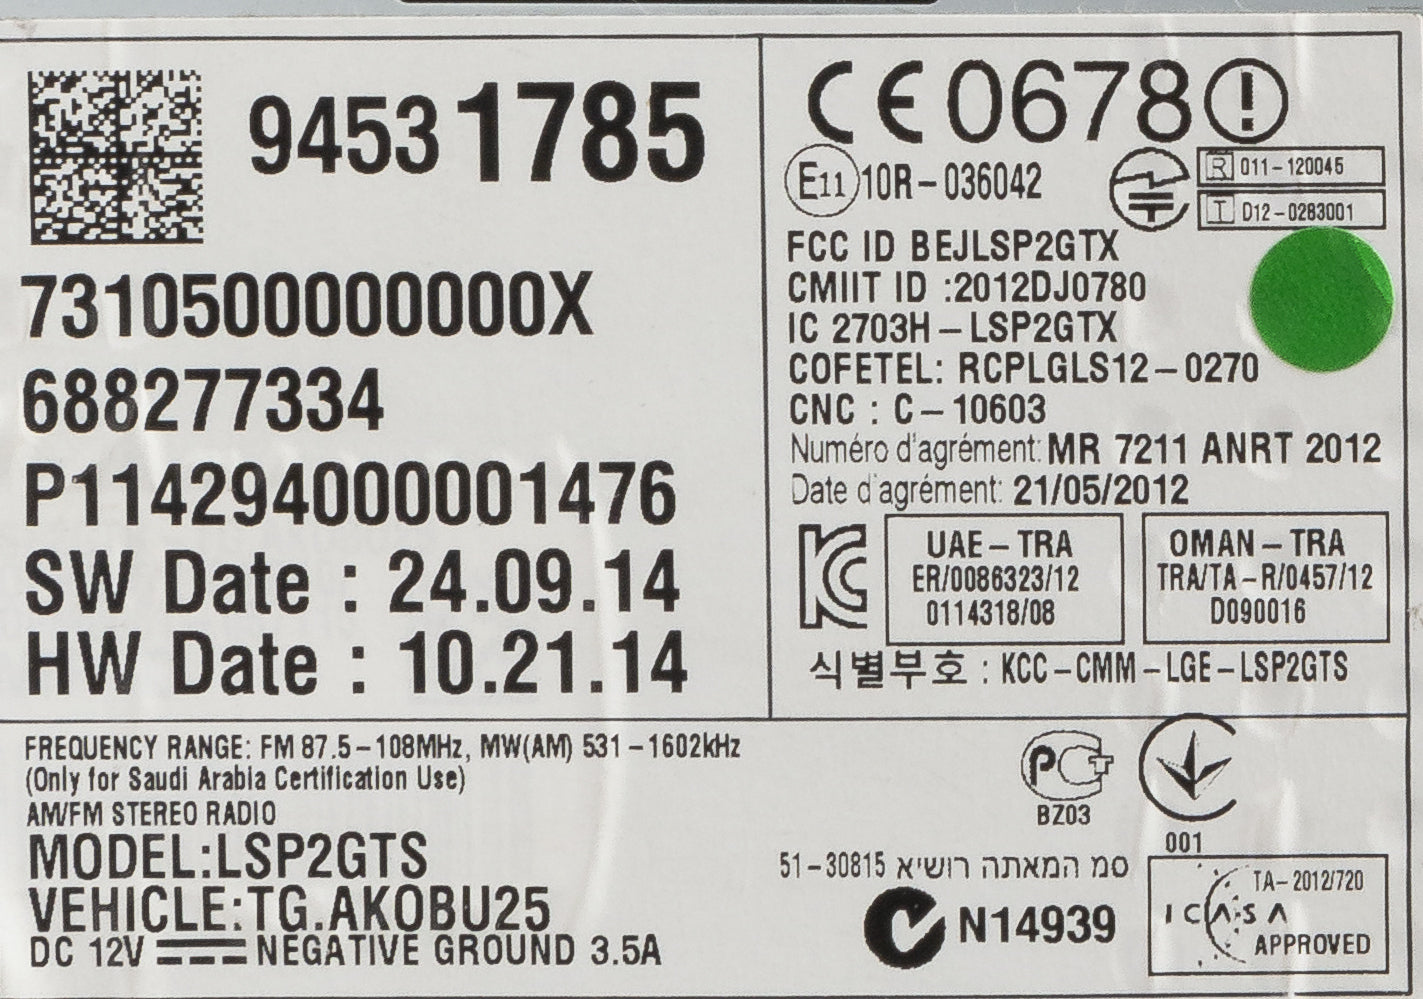 94531785
7310500000000X
688277334
P114294000001476
SW Date : 24.09.14
HW Date : 10.21.14
CE0678
E11 10R-036042
R 011-120045
T D12-0283001
FCC ID BEJLSP2GTX
CMIIT ID :2012DJ0780
IC 2703H-LSP2GTX
COFETEL: RCPLGLS12-0270
CNC : C-10603
Numéro d'agrément: MR 7211 ANRT 2012
Date d'agrément: 21/05/2012
UAE-TRA
ER/0086323/12
0114318/08
OMAN-TRA
TRA/TA-R/0457/12
D090016
식별부호 : KCC-CMM-LGE-LSP2GTS
FREQUENCY RANGE: FM 87.5-108MHz, MW(AM) 531-1602kHz
(Only for Saudi Arabia Certification Use)
AM/FM STEREO RADIO
MODEL:LSP2GTS
VEHICLE:TG.AKOBU25
DC 12V NEGATIVE GROUND 3.5A
BZ03
001
51-30815 סמ המאתה רושיא
N14939
TA-2012/720
ICASA
APPROVED